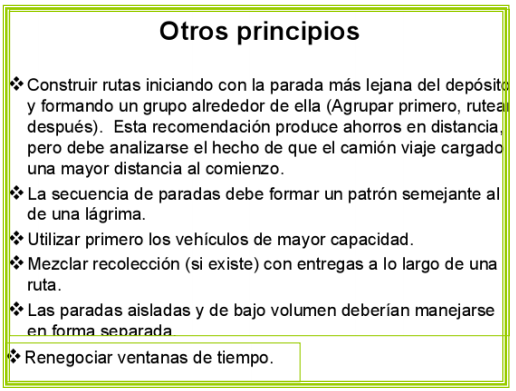 Otros principios
❖ Construir rutas iniciando con la parada más lejana del depósito
y formando un grupo alrededor de ella (Agrupar primero, rutear
después). Esta recomendación produce ahorros en distancia,
pero debe analizarse el hecho de que el camión viaje cargado
una mayor distancia al comienzo.
❖ La secuencia de paradas debe formar un patrón semejante al
de una lágrima.
❖ Utilizar primero los vehículos de mayor capacidad.
❖ Mezclar recolección (si existe) con entregas a lo largo de una
ruta.
❖ Las paradas aisladas y de bajo volumen deberían manejarse
en forma separada.
❖ Renegociar ventanas de tiempo.